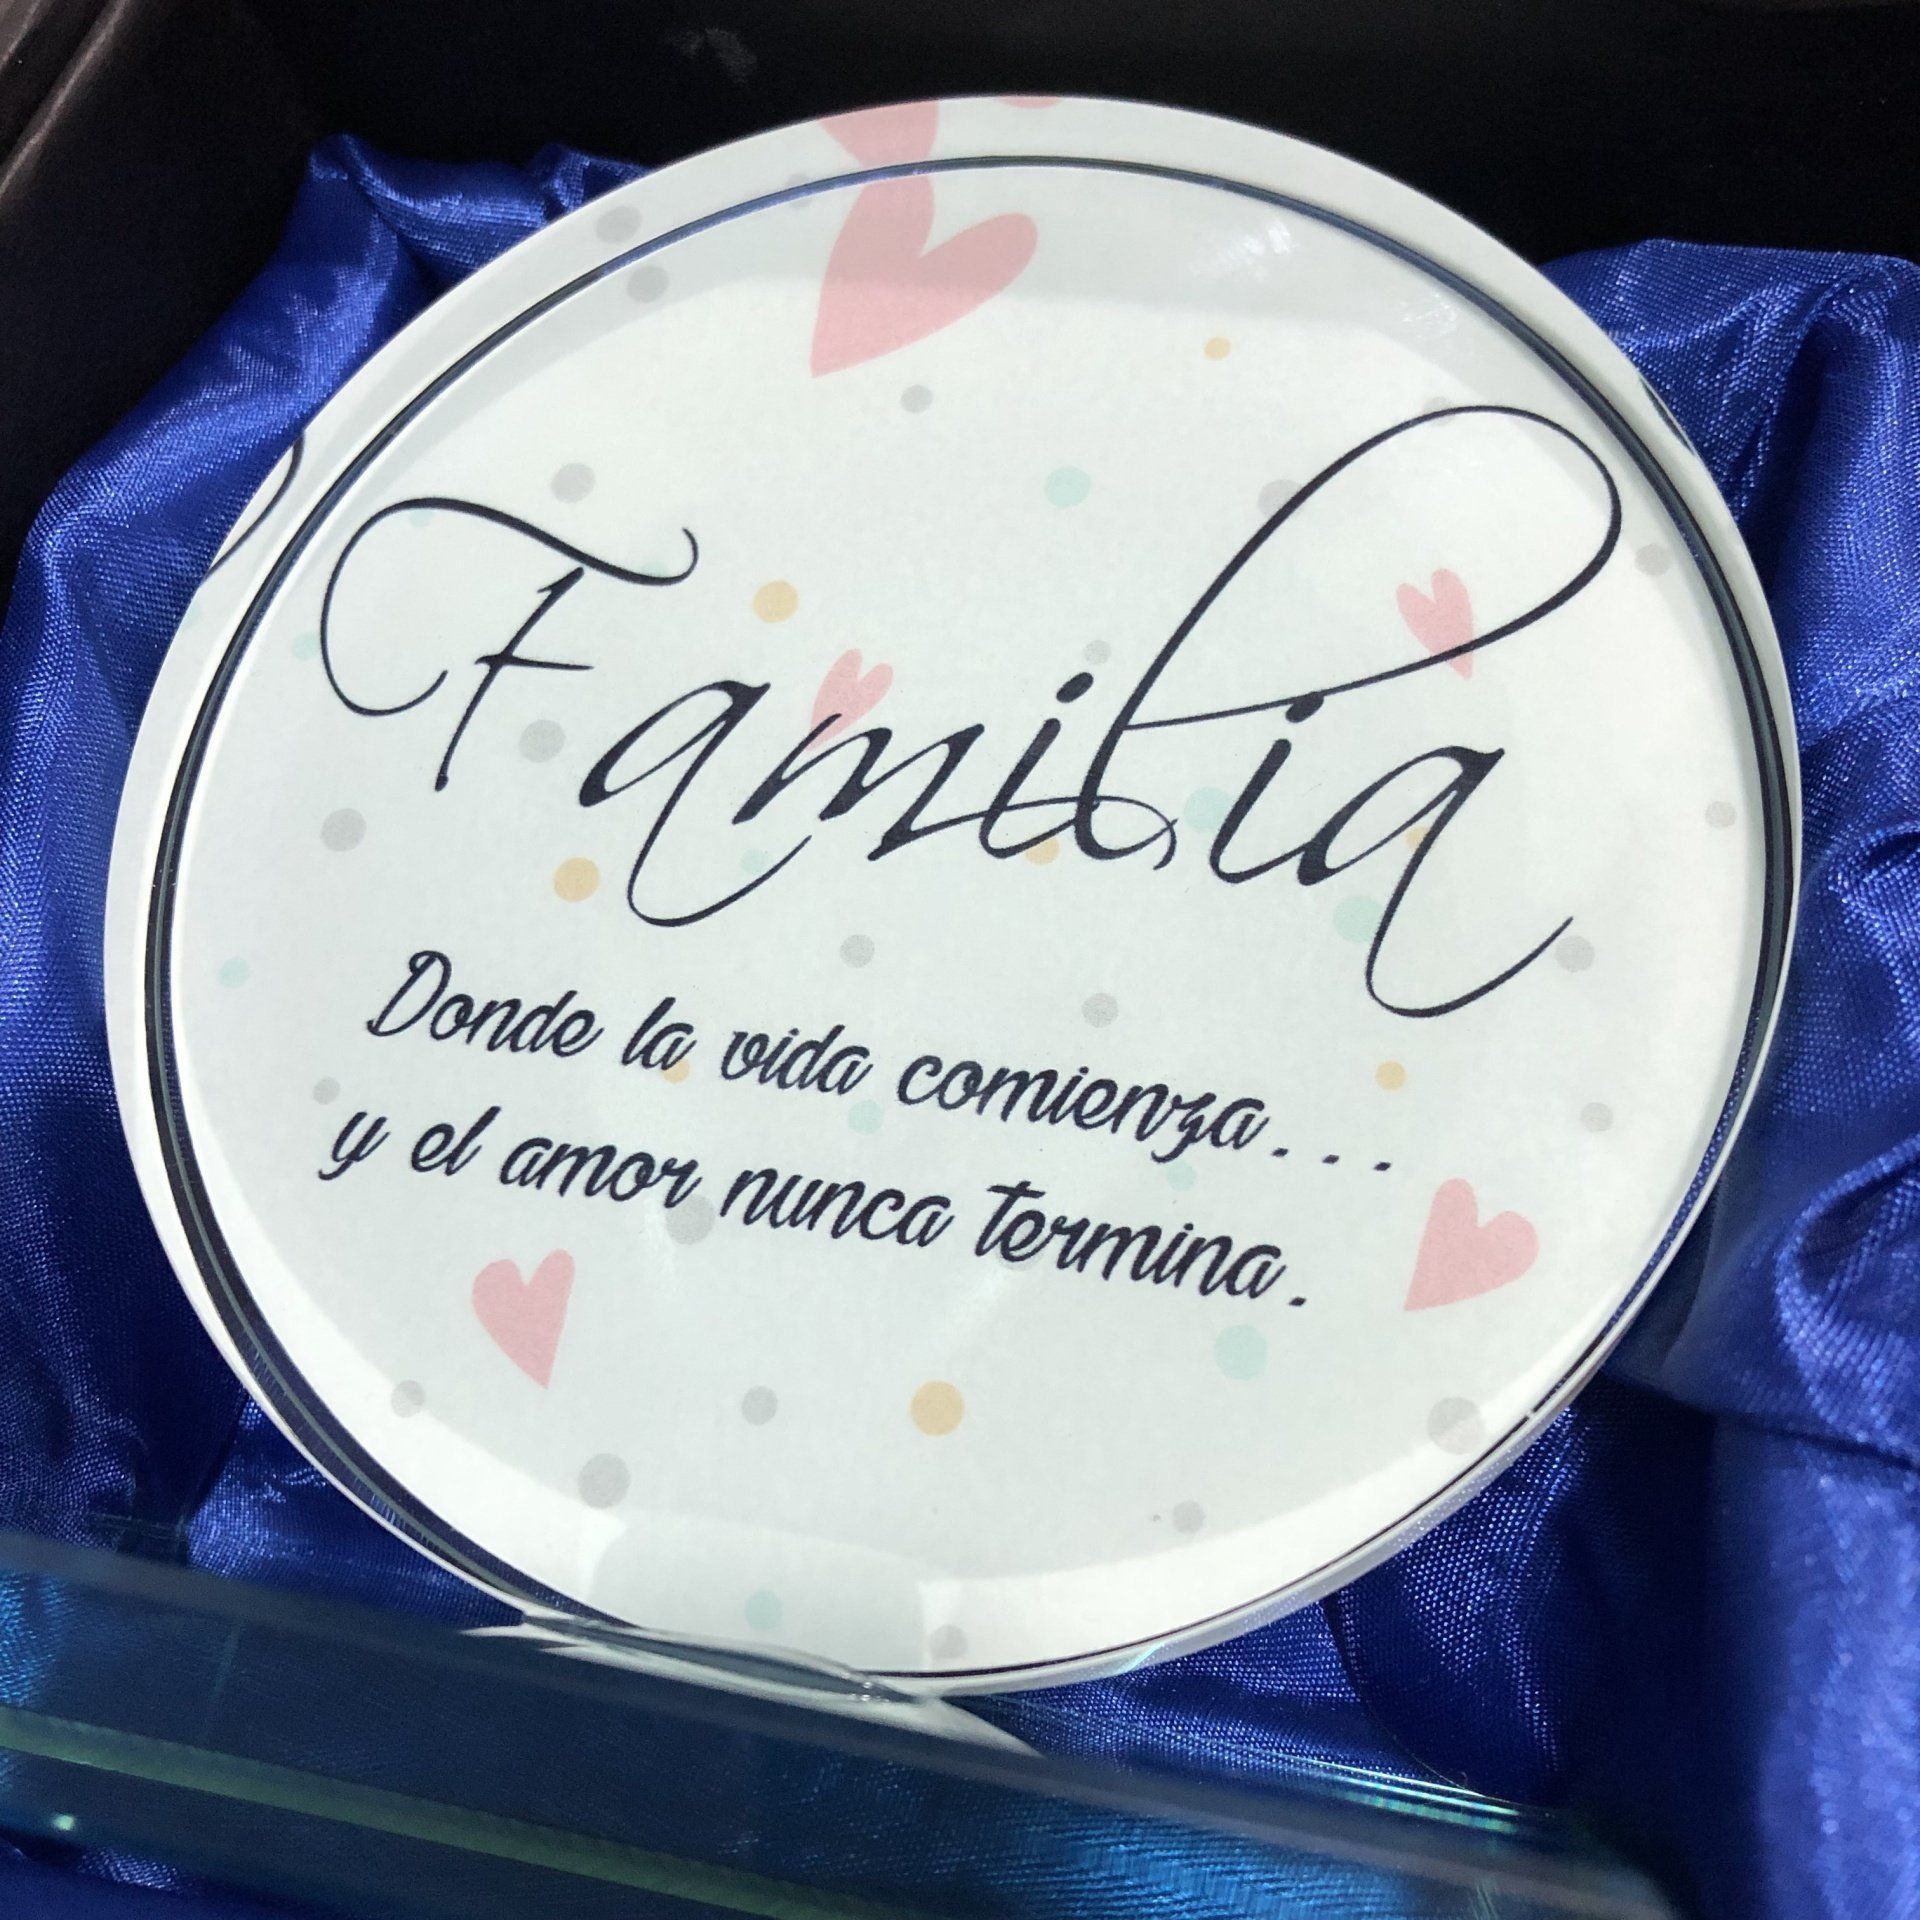 Familia
Donde la vida comienza...
y el amor nunca termina.